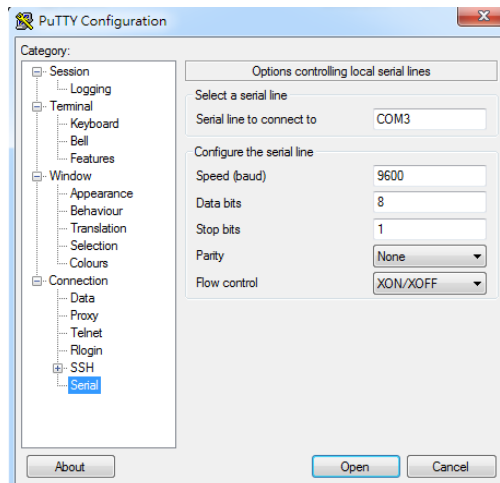 PuTTY Configuration
Category:
Session
Logging
Terminal
Keyboard
Bell
Features
Window
Appearance
Behaviour
Translation
Selection
Colours
Connection
Data
Proxy
Telnet
Rlogin
SSH
Serial
Options controlling local serial lines
Select a serial line
Serial line to connect to COM3
Configure the serial line
Speed (baud) 9600
Data bits 8
Stop bits 1
Parity None
Flow control XON/XOFF
About Open Cancel